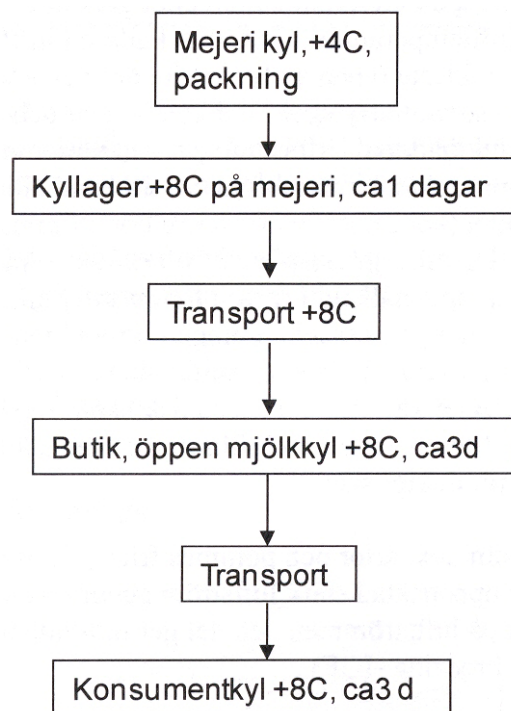 Mejeri kyl,+4C,
packning
Kyllager +8C på mejeri, ca1 dagar
Transport +8C
Butik, öppen mjölkkyl +8C, ca3d
Transport
Konsumentkyl +8C, ca3 d